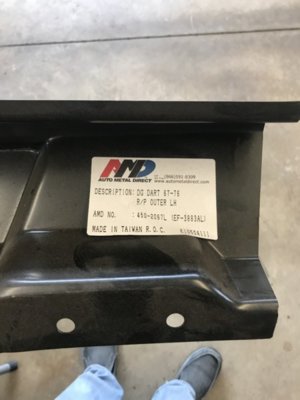 AMD
AUTO METAL DIRECT
(866)591-8309
www.autometaldirect.com
DESCRIPTION: DG DART 67-76
R/P OUTER LH
AMD NO. : 450-2067L (EF-3893AL)
MADE IN TAIWAN R.O.C.